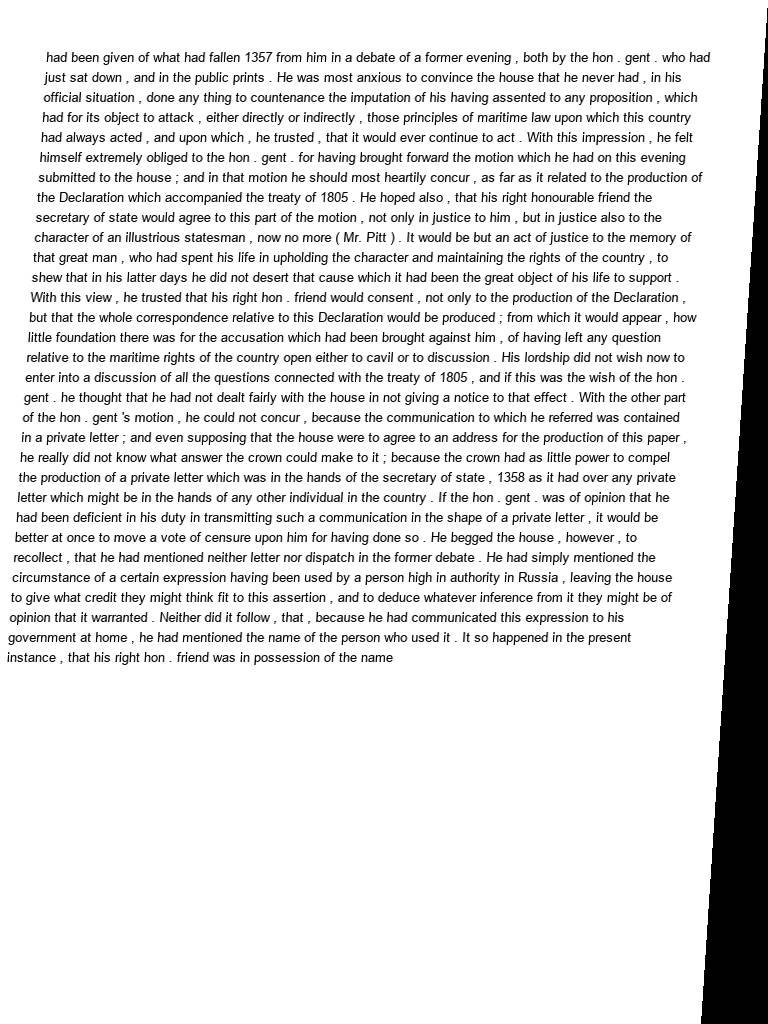 had been given of what had fallen 1357 from him in a debate of a former evening , both by the hon . gent . who had
just sat down , and in the public prints . He was most anxious to convince the house that he never had , in his
official situation , done any thing to countenance the imputation of his having assented to any proposition , which
had for its object to attack , either directly or indirectly , those principles of maritime law upon which this country
had always acted , and upon which , he trusted , that it would ever continue to act . With this impression , he felt
himself extremely obliged to the hon . gent . for having brought forward the motion which he had on this evening
submitted to the house ; and in that motion he should most heartily concur , as far as it related to the production of
the Declaration which accompanied the treaty of 1805 . He hoped also , that his right honourable friend the
secretary of state would agree to this part of the motion , not only in justice to him , but in justice also to the
character of an illustrious statesman , now no more ( Mr. Pitt ) . It would be but an act of justice to the memory of
that great man , who had spent his life in upholding the character and maintaining the rights of the country , to
shew that in his latter days he did not desert that cause which it had been the great object of his life to support .
With this view , he trusted that his right hon . friend would consent , not only to the production of the Declaration ,
but that the whole correspondence relative to this Declaration would be produced ; from which it would appear , how
little foundation there was for the accusation which had been brought against him , of having left any question
relative to the maritime rights of the country open either to cavil or to discussion . His lordship did not wish now to
enter into a discussion of all the questions connected with the treaty of 1805 , and if this was the wish of the hon .
gent . he thought that he had not dealt fairly with the house in not giving a notice to that effect . With the other part
of the hon . gent 's motion , he could not concur , because the communication to which he referred was contained
in a private letter ; and even supposing that the house were to agree to an address for the production of this paper ,
he really did not know what answer the crown could make to it ; because the crown had as little power to compel
the production of a private letter which was in the hands of the secretary of state , 1358 as it had over any private
letter which might be in the hands of any other individual in the country . If the hon . gent . was of opinion that he
had been deficient in his duty in transmitting such a communication in the shape of a private letter , it would be
better at once to move a vote of censure upon him for having done so . He begged the house , however , to
recollect , that he had mentioned neither letter nor dispatch in the former debate . He had simply mentioned the
circumstance of a certain expression having been used by a person high in authority in Russia , leaving the house
to give what credit they might think fit to this assertion , and to deduce whatever inference from it they might be of
opinion that it warranted . Neither did it follow , that , because he had communicated this expression to his
government at home , he had mentioned the name of the person who used it . It so happened in the present
instance , that his right hon . friend was in possession of the name